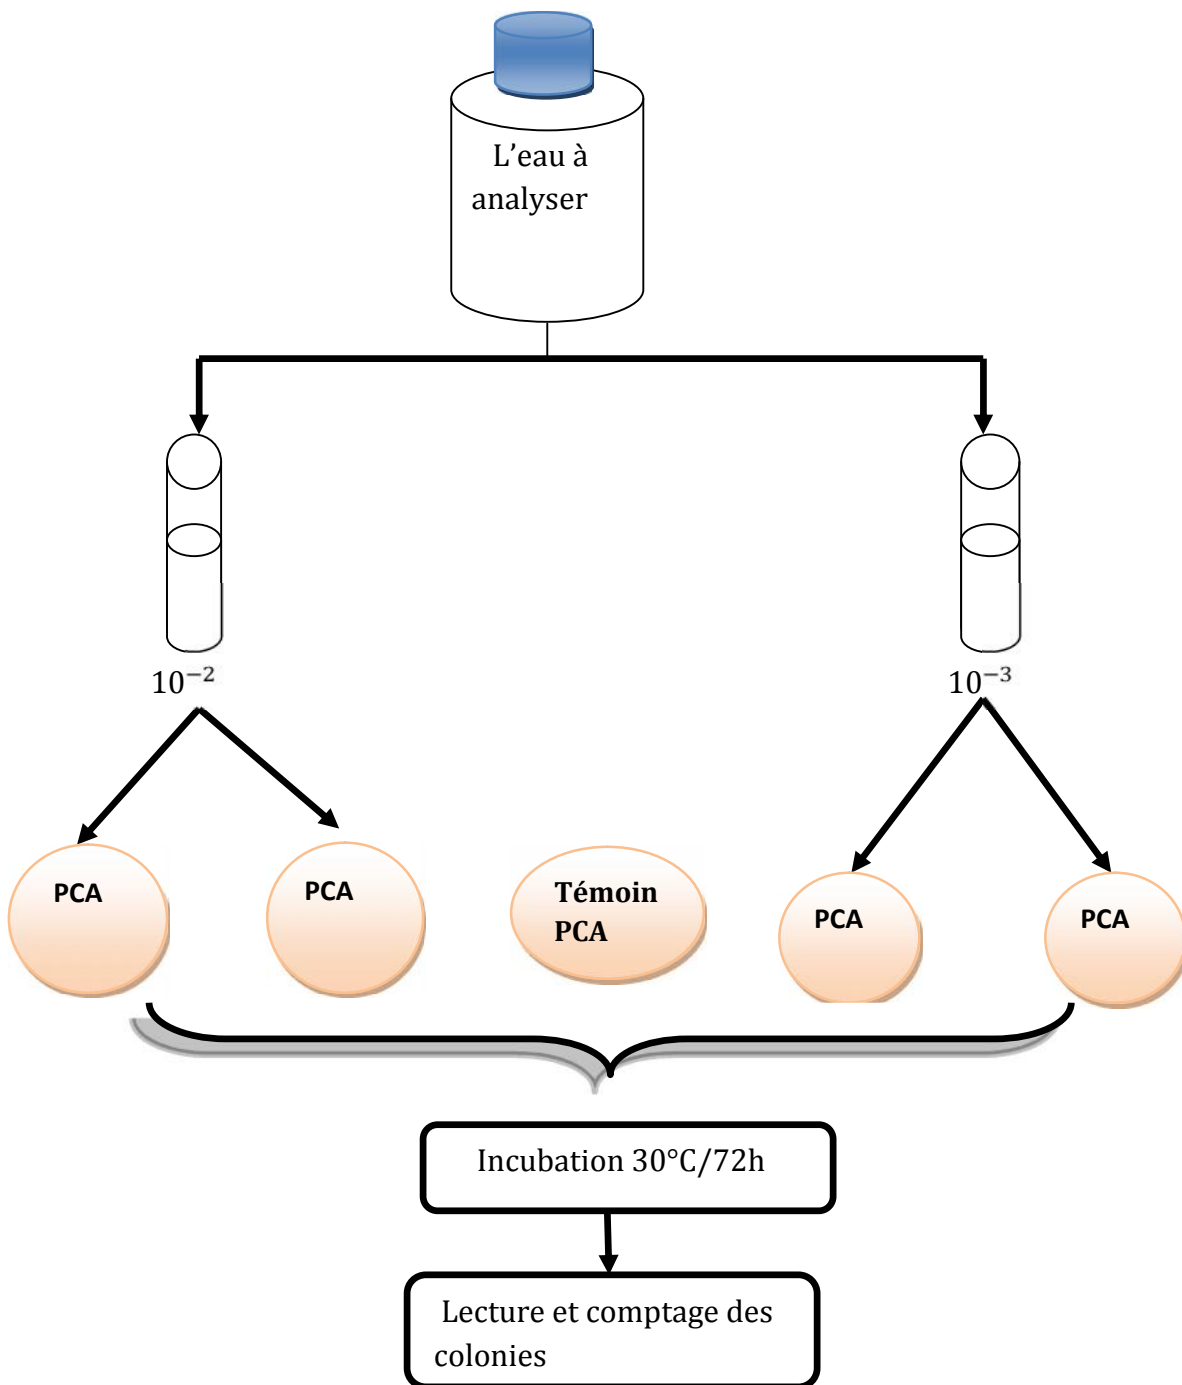 L’eau à
analyser
10⁻²
10⁻³
PCA
PCA
Témoin
PCA
PCA
PCA
Incubation 30°C/72h
Lecture et comptage des
colonies